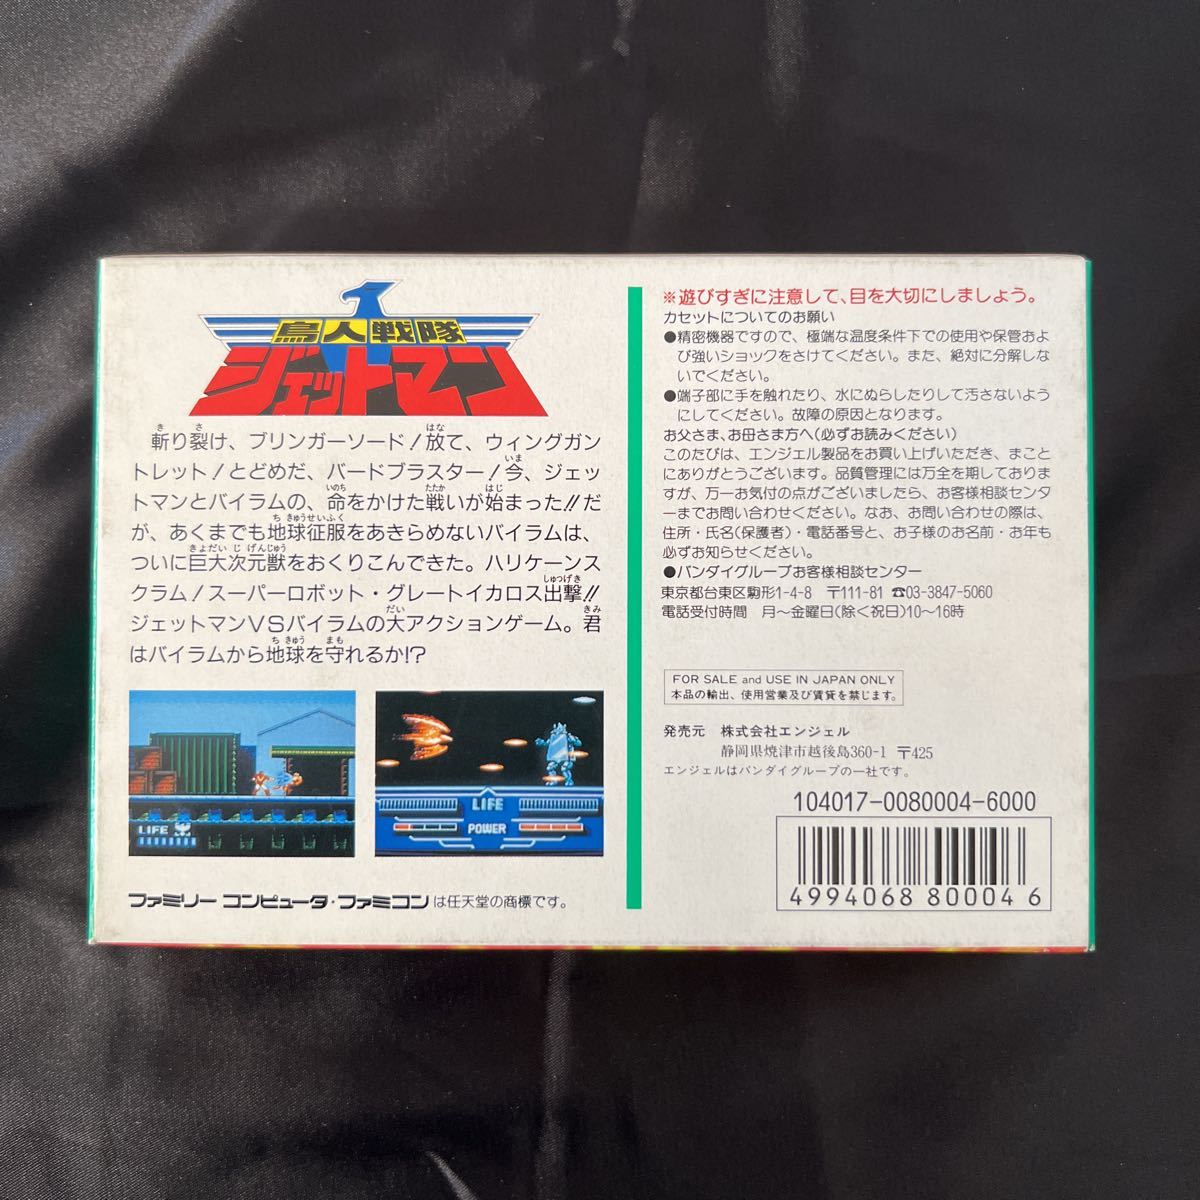 鳥人戦隊
ジェットマン
斬り裂け、ブリンガーソード！放て、ウィングガン
トレット！とどめだ、バードブラスター！今、ジェッ
トマンとバイラムの、命をかけた戦いが始まった!!だ
が、あくまでも地球征服をあきらめないバイラムは、
ついに巨大次元獣をおくりこんできた。ハリケーンス
クラム！スーパーロボット・グレートイカロス出撃!!
ジェットマンVSバイラムの大アクションゲーム。君
はバイラムから地球を守れるか!?
LIFE
LIFE
POWER
ファミリー コンピュータ・ファミコンは任天堂の商標です。
※遊びすぎに注意して、目を大切にしましょう。
カセットについてのお願い
●精密機器ですので、極端な温度条件下での使用や保管およ
び強いショックをさけてください。また、絶対に分解しな
いでください。
●端子部に手を触れたり、水にぬらしたりして汚さないよう
にしてください。故障の原因となります。
お父さま、お母さま方へ(必ずお読みください)
このたびは、エンジェル製品をお買い上げいただき、まこと
にありがとうございます。品質管理には万全を期しておりま
すが、万一お気付の点がございましたら、お客様相談センタ
ーまでお問い合わせください。なお、お問い合わせの際は、
住所・氏名(保護者)・電話番号と、お子様のお名前・お年も
必ずお知らせください。
●バンダイグループお客様相談センター
東京都台東区駒形1-4-8 〒111-81 ☎03-3847-5060
電話受付時間 月〜金曜日(除く祝日)10〜16時
FOR SALE and USE IN JAPAN ONLY
本品の輸出、使用営業及び賃貸を禁じます。
発売元 株式会社エンジェル
静岡県焼津市越後島360-1 〒425
エンジェルはバンダイグループの一社です。
104017-0080004-6000
4994068 800046